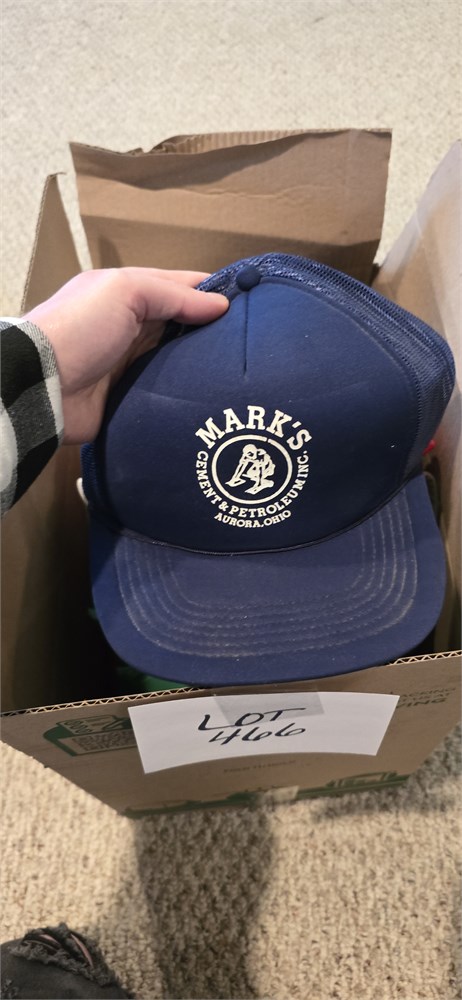 MARK'S
CEMENT & PETROLEUM INC.
AURORA, OHIO
LOT
466